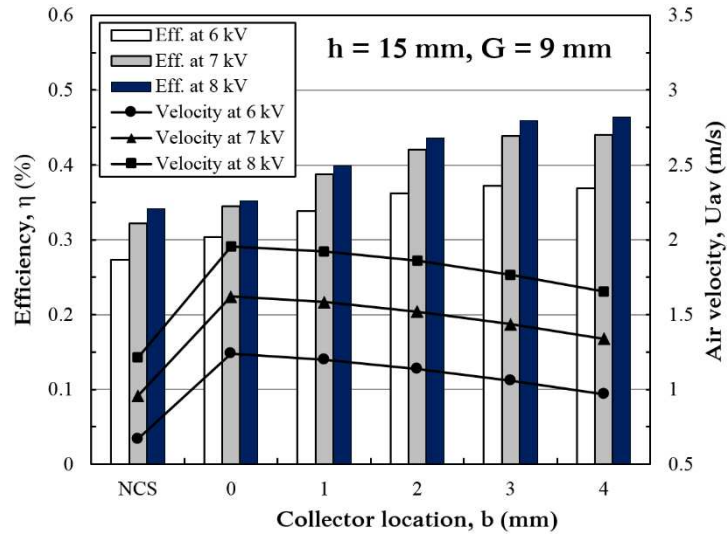 0.6
0.5
0.4
0.3
0.2
0.1
0
Efficiency, η (%)
Eff. at 6 kV
Eff. at 7 kV
Eff. at 8 kV
Velocity at 6 kV
Velocity at 7 kV
Velocity at 8 kV
h = 15 mm, G = 9 mm
3.5
3
2.5
2
1.5
1
0.5
Air velocity, Uav (m/s)
NCS 0 1 2 3 4
Collector location, b (mm)